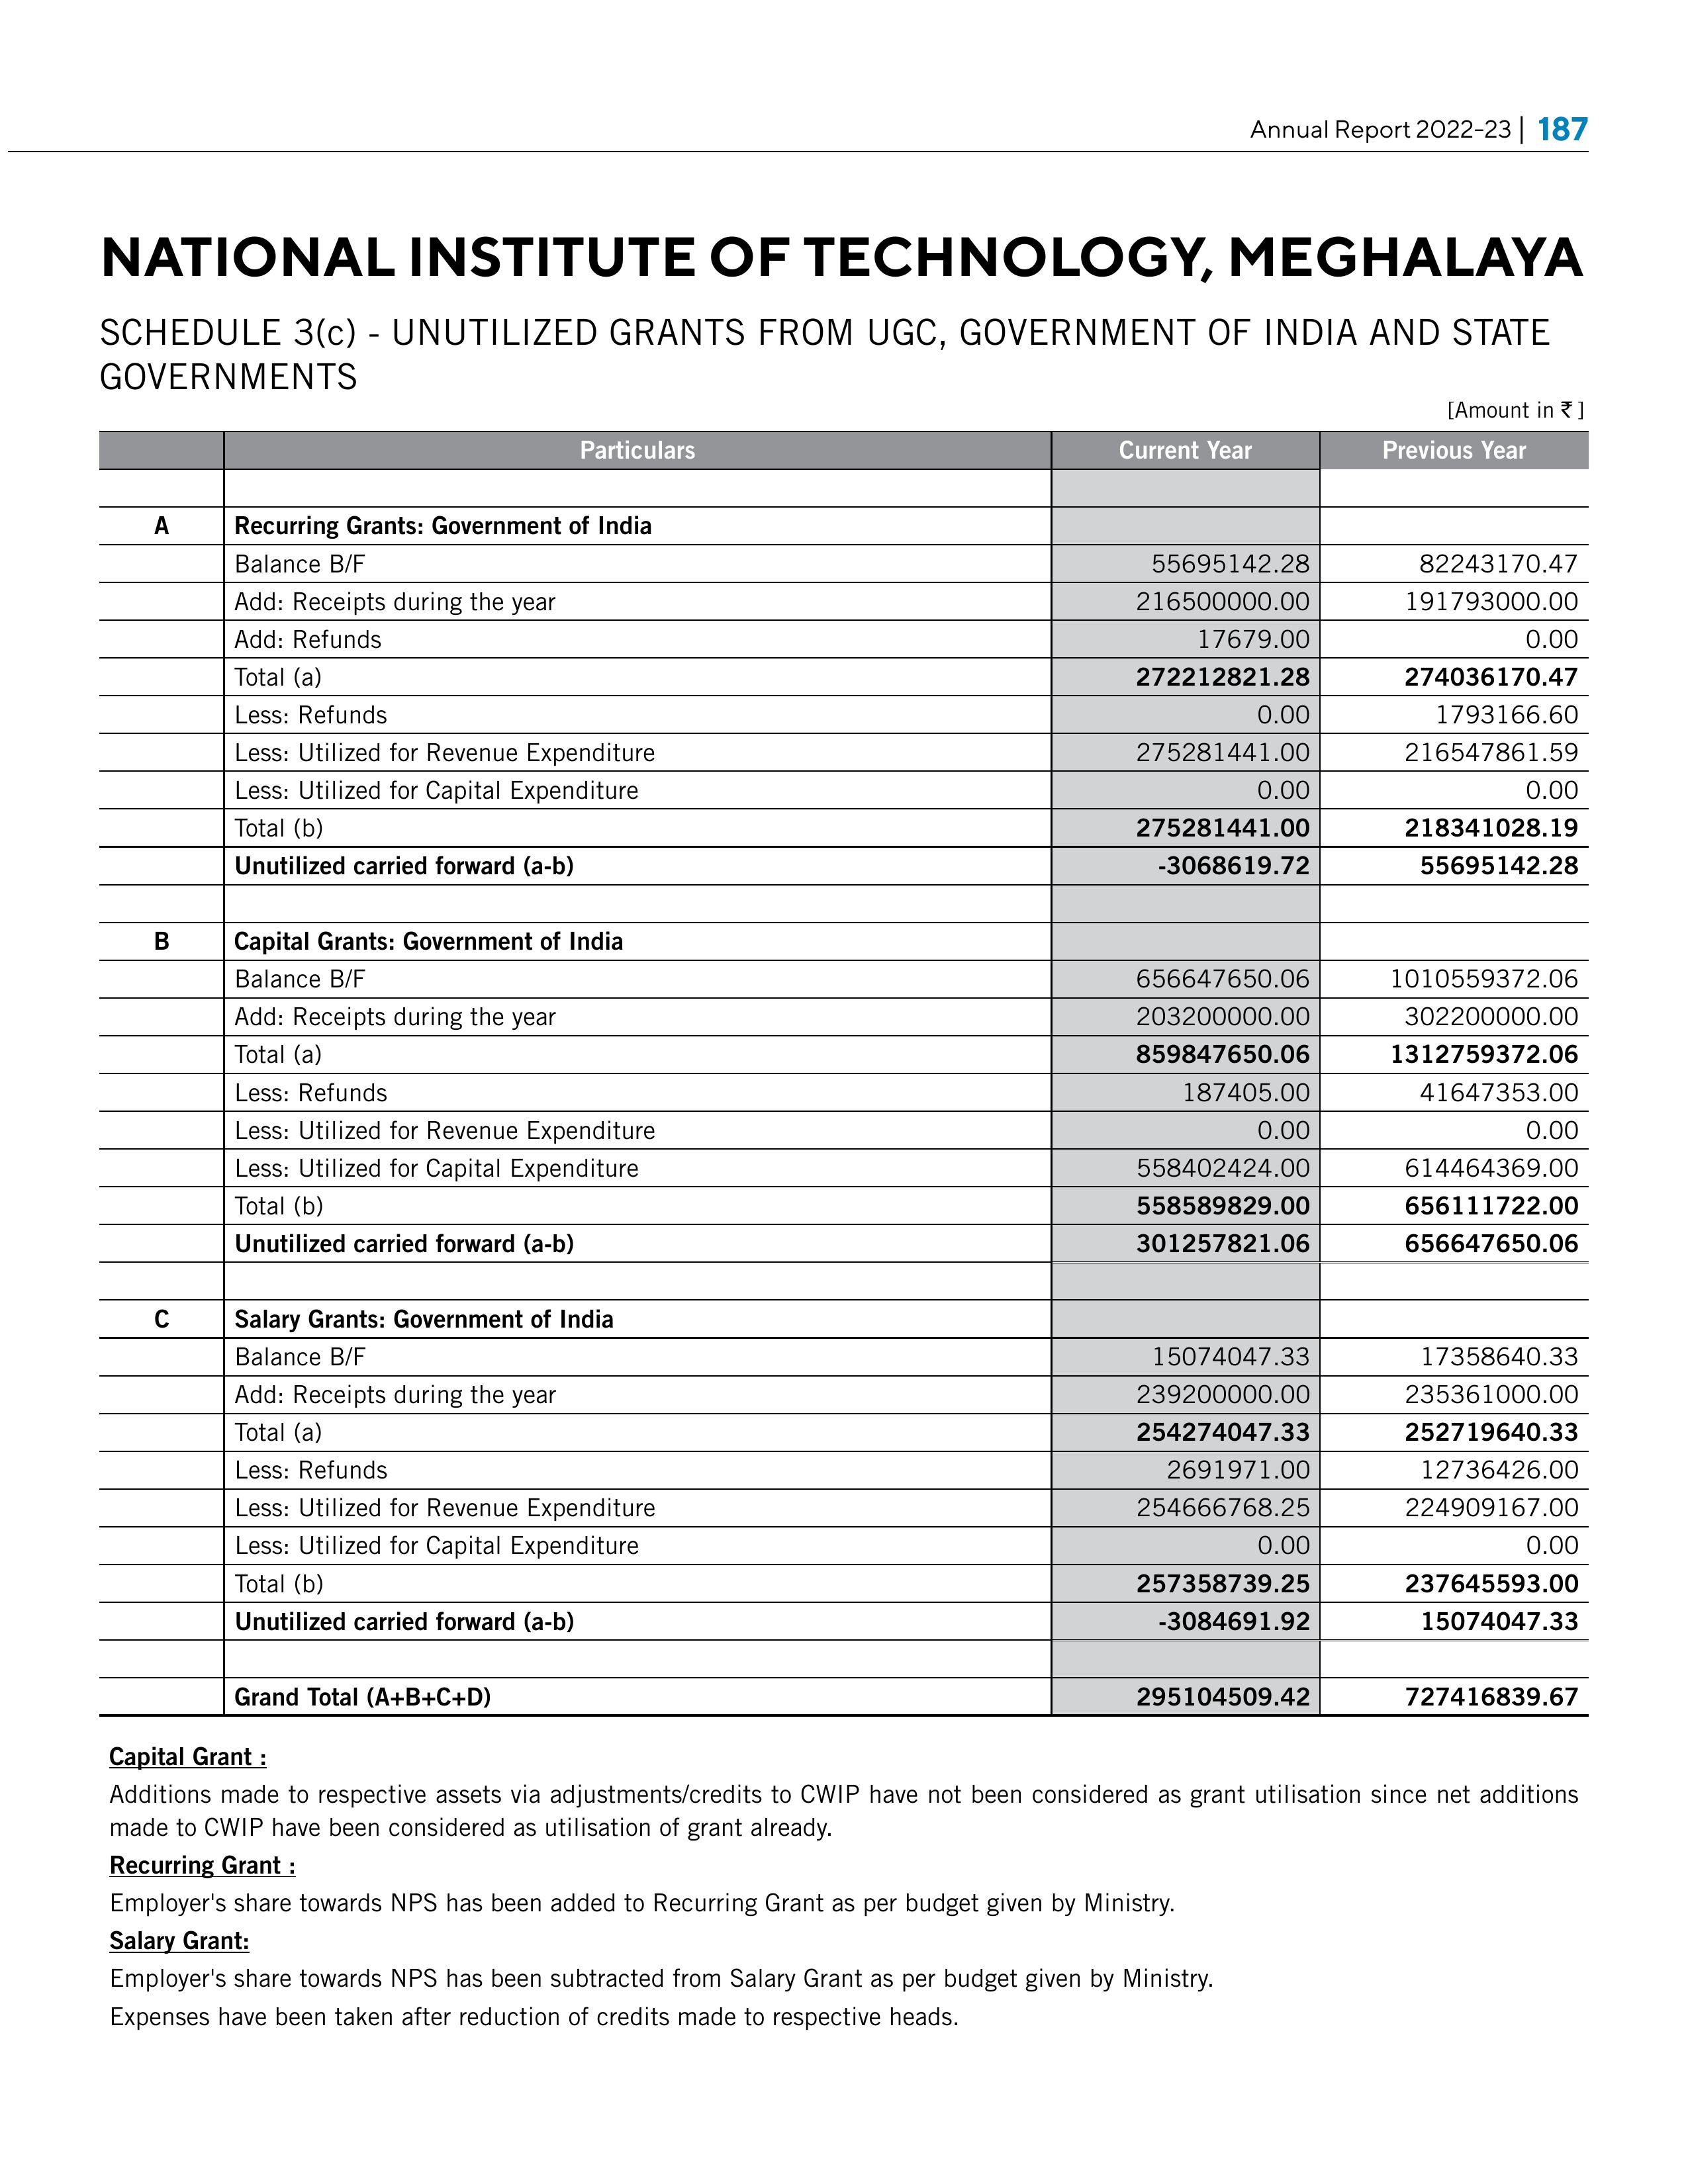 Annual Report 2022-23 | 187
NATIONAL INSTITUTE OF TECHNOLOGY, MEGHALAYA
SCHEDULE 3(c) - UNUTILIZED GRANTS FROM UGC, GOVERNMENT OF INDIA AND STATE
GOVERNMENTS
[Amount in ₹ ]
Particulars Current Year Previous Year
A Recurring Grants: Government of India
Balance B/F 55695142.28 82243170.47
Add: Receipts during the year 216500000.00 191793000.00
Add: Refunds 17679.00 0.00
Total (a) 272212821.28 274036170.47
Less: Refunds 0.00 1793166.60
Less: Utilized for Revenue Expenditure 275281441.00 216547861.59
Less: Utilized for Capital Expenditure 0.00 0.00
Total (b) 275281441.00 218341028.19
Unutilized carried forward (a-b) -3068619.72 55695142.28
B Capital Grants: Government of India
Balance B/F 656647650.06 1010559372.06
Add: Receipts during the year 203200000.00 302200000.00
Total (a) 859847650.06 1312759372.06
Less: Refunds 187405.00 41647353.00
Less: Utilized for Revenue Expenditure 0.00 0.00
Less: Utilized for Capital Expenditure 558402424.00 614464369.00
Total (b) 558589829.00 656111722.00
Unutilized carried forward (a-b) 301257821.06 656647650.06
C Salary Grants: Government of India
Balance B/F 15074047.33 17358640.33
Add: Receipts during the year 239200000.00 235361000.00
Total (a) 254274047.33 252719640.33
Less: Refunds 2691971.00 12736426.00
Less: Utilized for Revenue Expenditure 254666768.25 224909167.00
Less: Utilized for Capital Expenditure 0.00 0.00
Total (b) 257358739.25 237645593.00
Unutilized carried forward (a-b) -3084691.92 15074047.33
Grand Total (A+B+C+D) 295104509.42 727416839.67
Capital Grant :
Additions made to respective assets via adjustments/credits to CWIP have not been considered as grant utilisation since net additions
made to CWIP have been considered as utilisation of grant already.
Recurring Grant :
Employer's share towards NPS has been added to Recurring Grant as per budget given by Ministry.
Salary Grant:
Employer's share towards NPS has been subtracted from Salary Grant as per budget given by Ministry.
Expenses have been taken after reduction of credits made to respective heads.